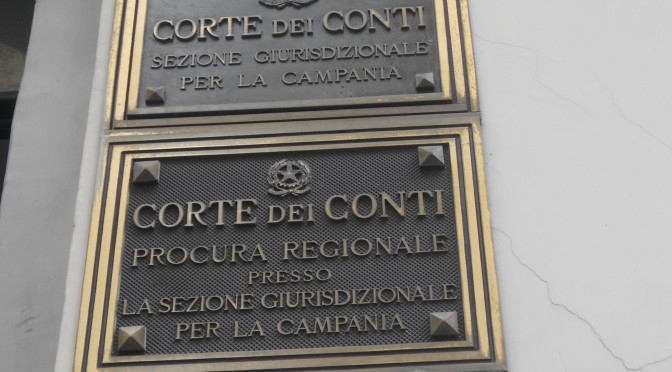 CORTE DEI CONTI
SEZIONE GIURISDIZIONALE
PER LA CAMPANIA
CORTE DEI CONTI
PROCURA REGIONALE
PRESSO
LA SEZIONE GIURISDIZIONALE
PER LA CAMPANIA